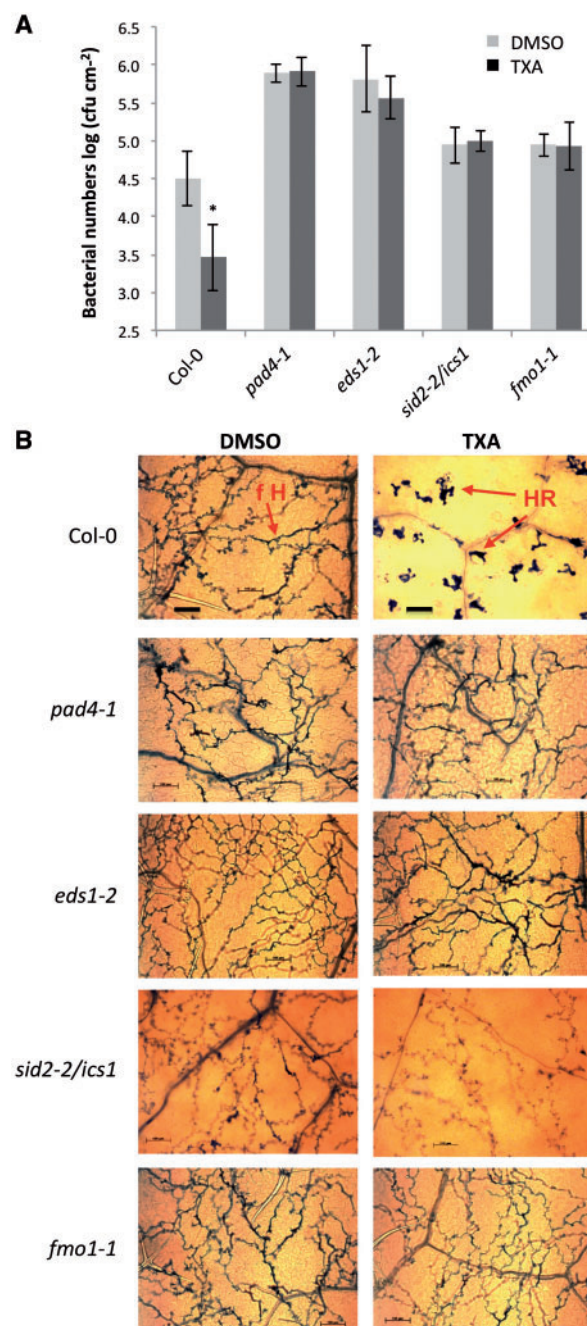 A
Bacterial numbers log (cfu cm⁻²)
6.5
6.0
5.5
5.0
4.5
4.0
3.5
3.0
2.5
DMSO
TXA
*
Col-0
pad4-1
eds1-2
sid2-2/ics1
fmo1-1
B
DMSO
TXA
Col-0
f H
HR
pad4-1
eds1-2
sid2-2/ics1
fmo1-1